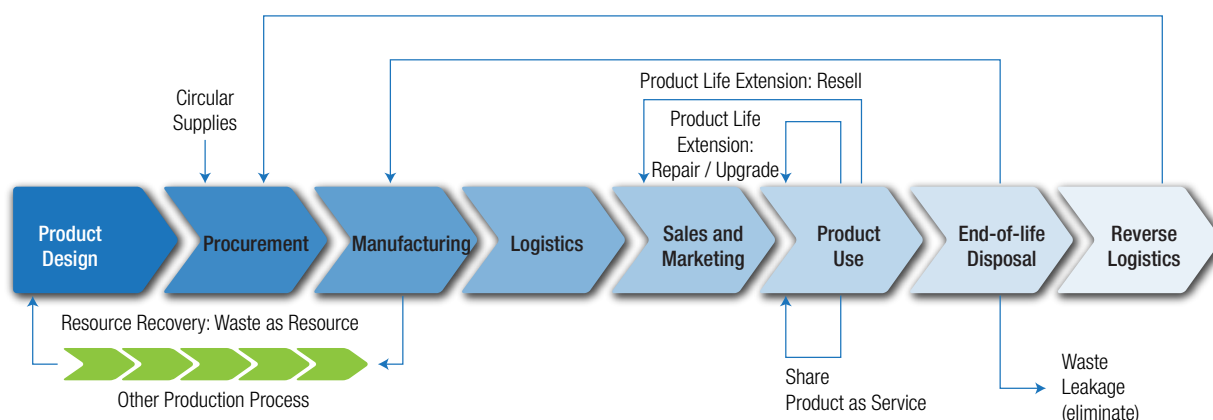 Product Life Extension: Resell
Circular
Supplies
Product Life
Extension:
Repair / Upgrade
Product
Design
Procurement
Manufacturing
Logistics
Sales and
Marketing
Product
Use
End-of-life
Disposal
Reverse
Logistics
Resource Recovery: Waste as Resource
Other Production Process
Share
Product as Service
Waste
Leakage
(eliminate)